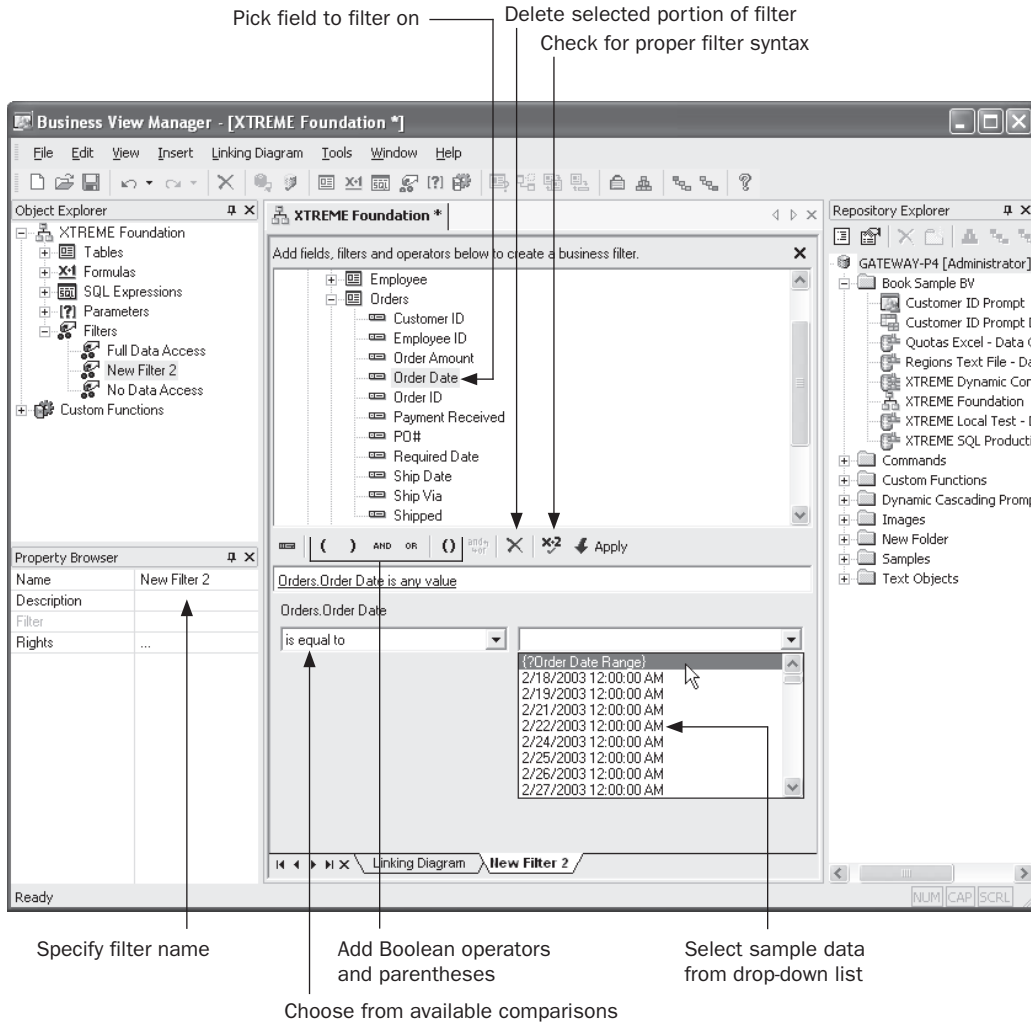 Pick field to filter on
Delete selected portion of filter
Check for proper filter syntax
Business View Manager - [XTREME Foundation *]
File Edit View Insert Linking Diagram Tools Window Help
Object Explorer
XTREME Foundation
Tables
Formulas
SQL Expressions
Parameters
Filters
Full Data Access
New Filter 2
No Data Access
Custom Functions
Property Browser
Name New Filter 2
Description
Filter
Rights ...
XTREME Foundation *
Add fields, filters and operators below to create a business filter.
Employee
Orders
Customer ID
Employee ID
Order Amount
Order Date
Order ID
Payment Received
PO#
Required Date
Ship Date
Ship Via
Shipped
( ) AND OR () Apply
Orders.Order Date is any value
Orders.Order Date
is equal to
{?Order Date Range}
2/18/2003 12:00:00 AM
2/19/2003 12:00:00 AM
2/21/2003 12:00:00 AM
2/22/2003 12:00:00 AM
2/24/2003 12:00:00 AM
2/25/2003 12:00:00 AM
2/26/2003 12:00:00 AM
2/27/2003 12:00:00 AM
Linking Diagram New Filter 2
Repository Explorer
GATEWAY-P4 [Administrator]
Book Sample BV
Customer ID Prompt
Customer ID Prompt
Quotas Excel - Data
Regions Text File -
XTREME Dynamic
XTREME Foundation
XTREME Local Test -
XTREME SQL
Commands
Custom Functions
Dynamic Cascading
Images
New Folder
Samples
Text Objects
Ready
NUM CAP SCRL
Specify filter name
Add Boolean operators
and parentheses
Select sample data
from drop-down list
Choose from available comparisons